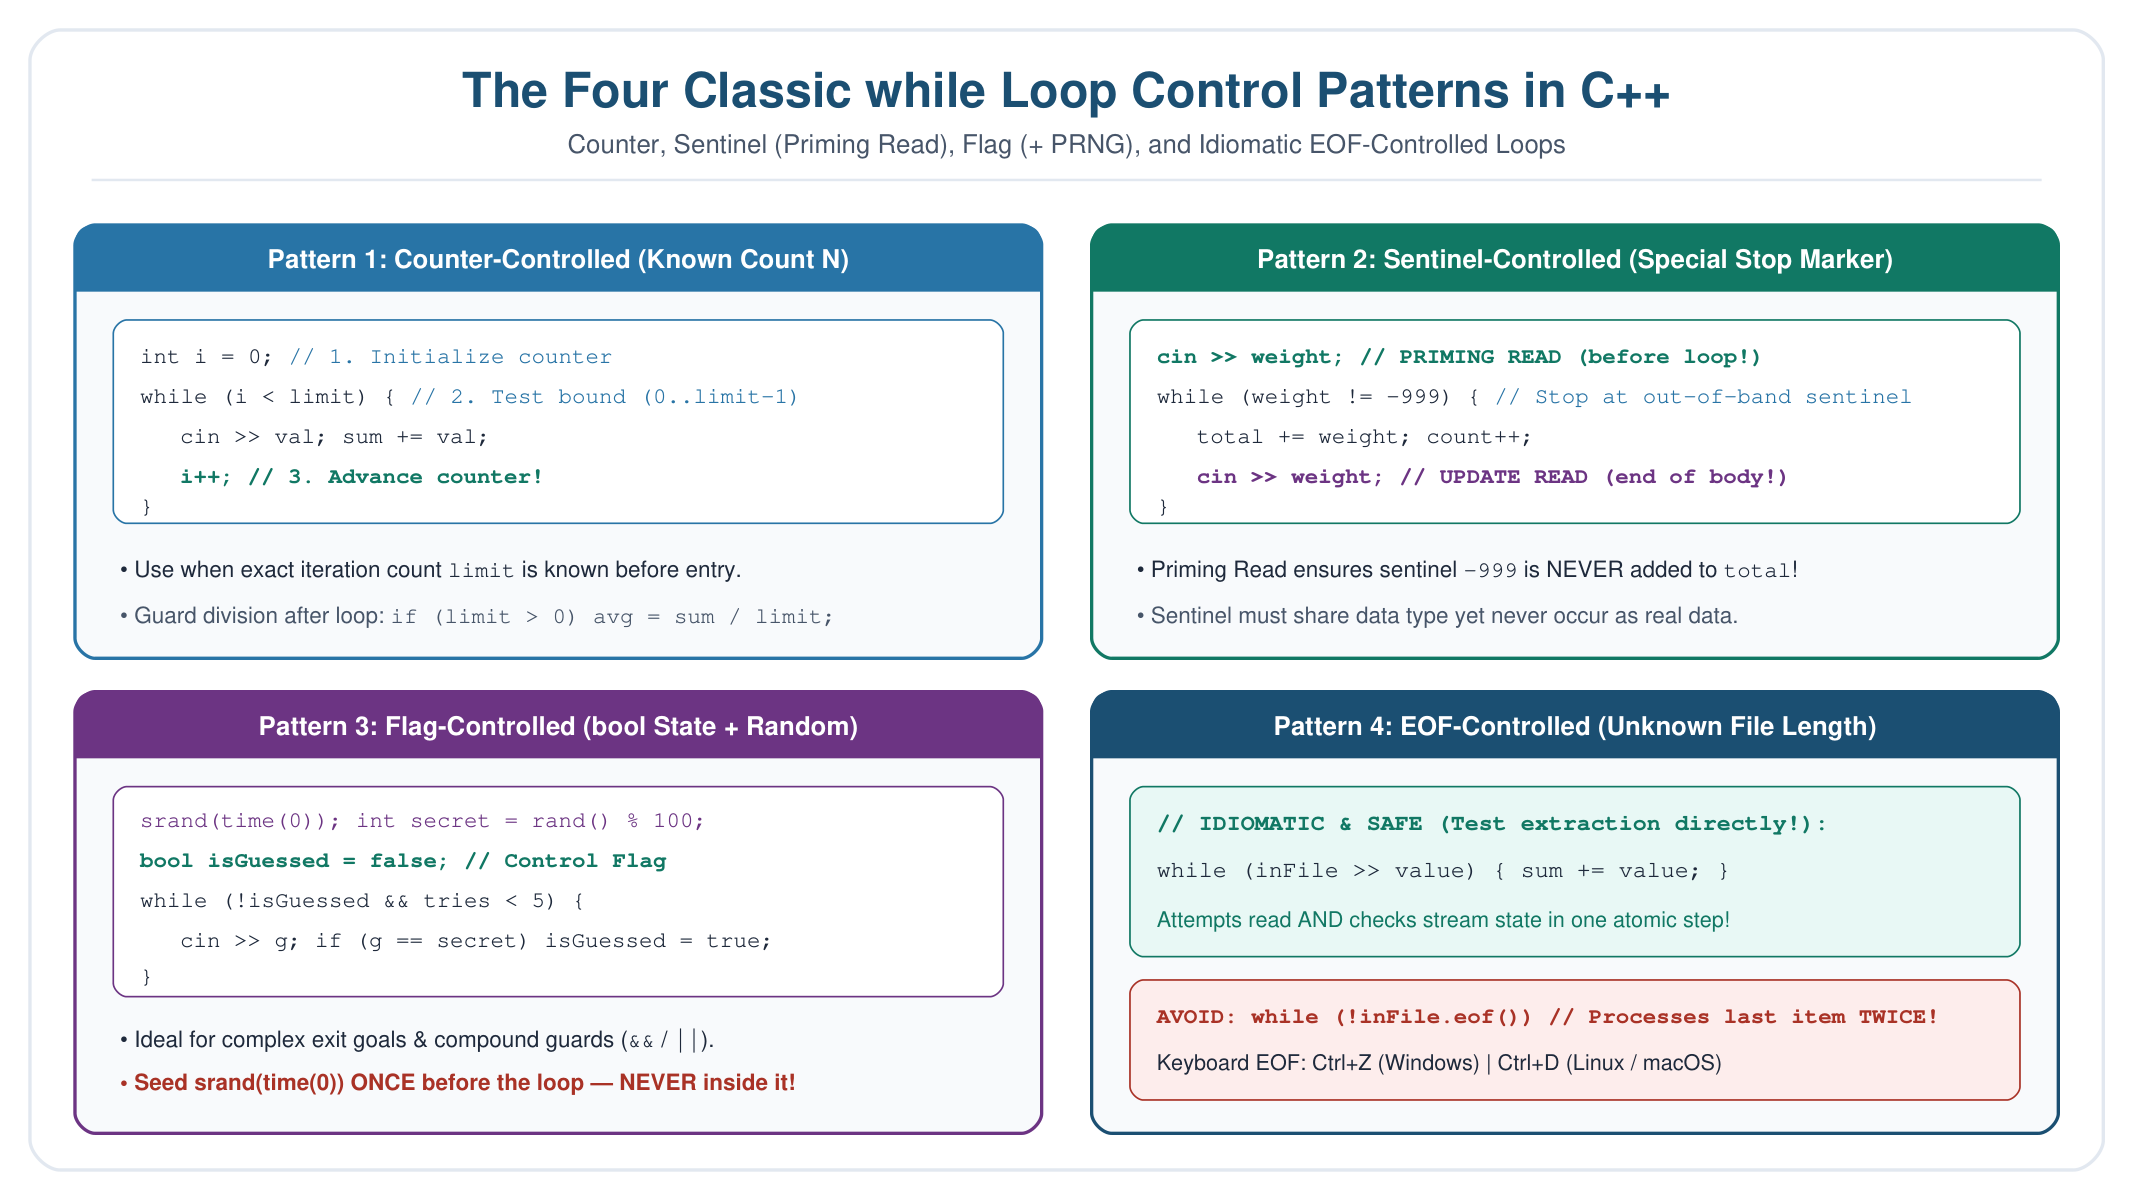 The Four Classic while Loop Control Patterns in C++
Counter, Sentinel (Priming Read), Flag (+ PRNG), and Idiomatic EOF-Controlled Loops
Pattern 1: Counter-Controlled (Known Count N)
int i = 0; // 1. Initialize counter
while (i < limit) { // 2. Test bound (0..limit-1)
cin >> val; sum += val;
i++; // 3. Advance counter!
}
• Use when exact iteration count limit is known before entry.
• Guard division after loop: if (limit > 0) avg = sum / limit;
Pattern 2: Sentinel-Controlled (Special Stop Marker)
cin >> weight; // PRIMING READ (before loop!)
while (weight != -999) { // Stop at out-of-band sentinel
total += weight; count++;
cin >> weight; // UPDATE READ (end of body!)
}
• Priming Read ensures sentinel -999 is NEVER added to total!
• Sentinel must share data type yet never occur as real data.
Pattern 3: Flag-Controlled (bool State + Random)
srand(time(0)); int secret = rand() % 100;
bool isGuessed = false; // Control Flag
while (!isGuessed && tries < 5) {
cin >> g; if (g == secret) isGuessed = true;
}
• Ideal for complex exit goals & compound guards (&& / ||).
• Seed srand(time(0)) ONCE before the loop — NEVER inside it!
Pattern 4: EOF-Controlled (Unknown File Length)
// IDIOMATIC & SAFE (Test extraction directly!):
while (inFile >> value) { sum += value; }
Attempts read AND checks stream state in one atomic step!
AVOID: while (!inFile.eof()) // Processes last item TWICE!
Keyboard EOF: Ctrl+Z (Windows) | Ctrl+D (Linux / macOS)